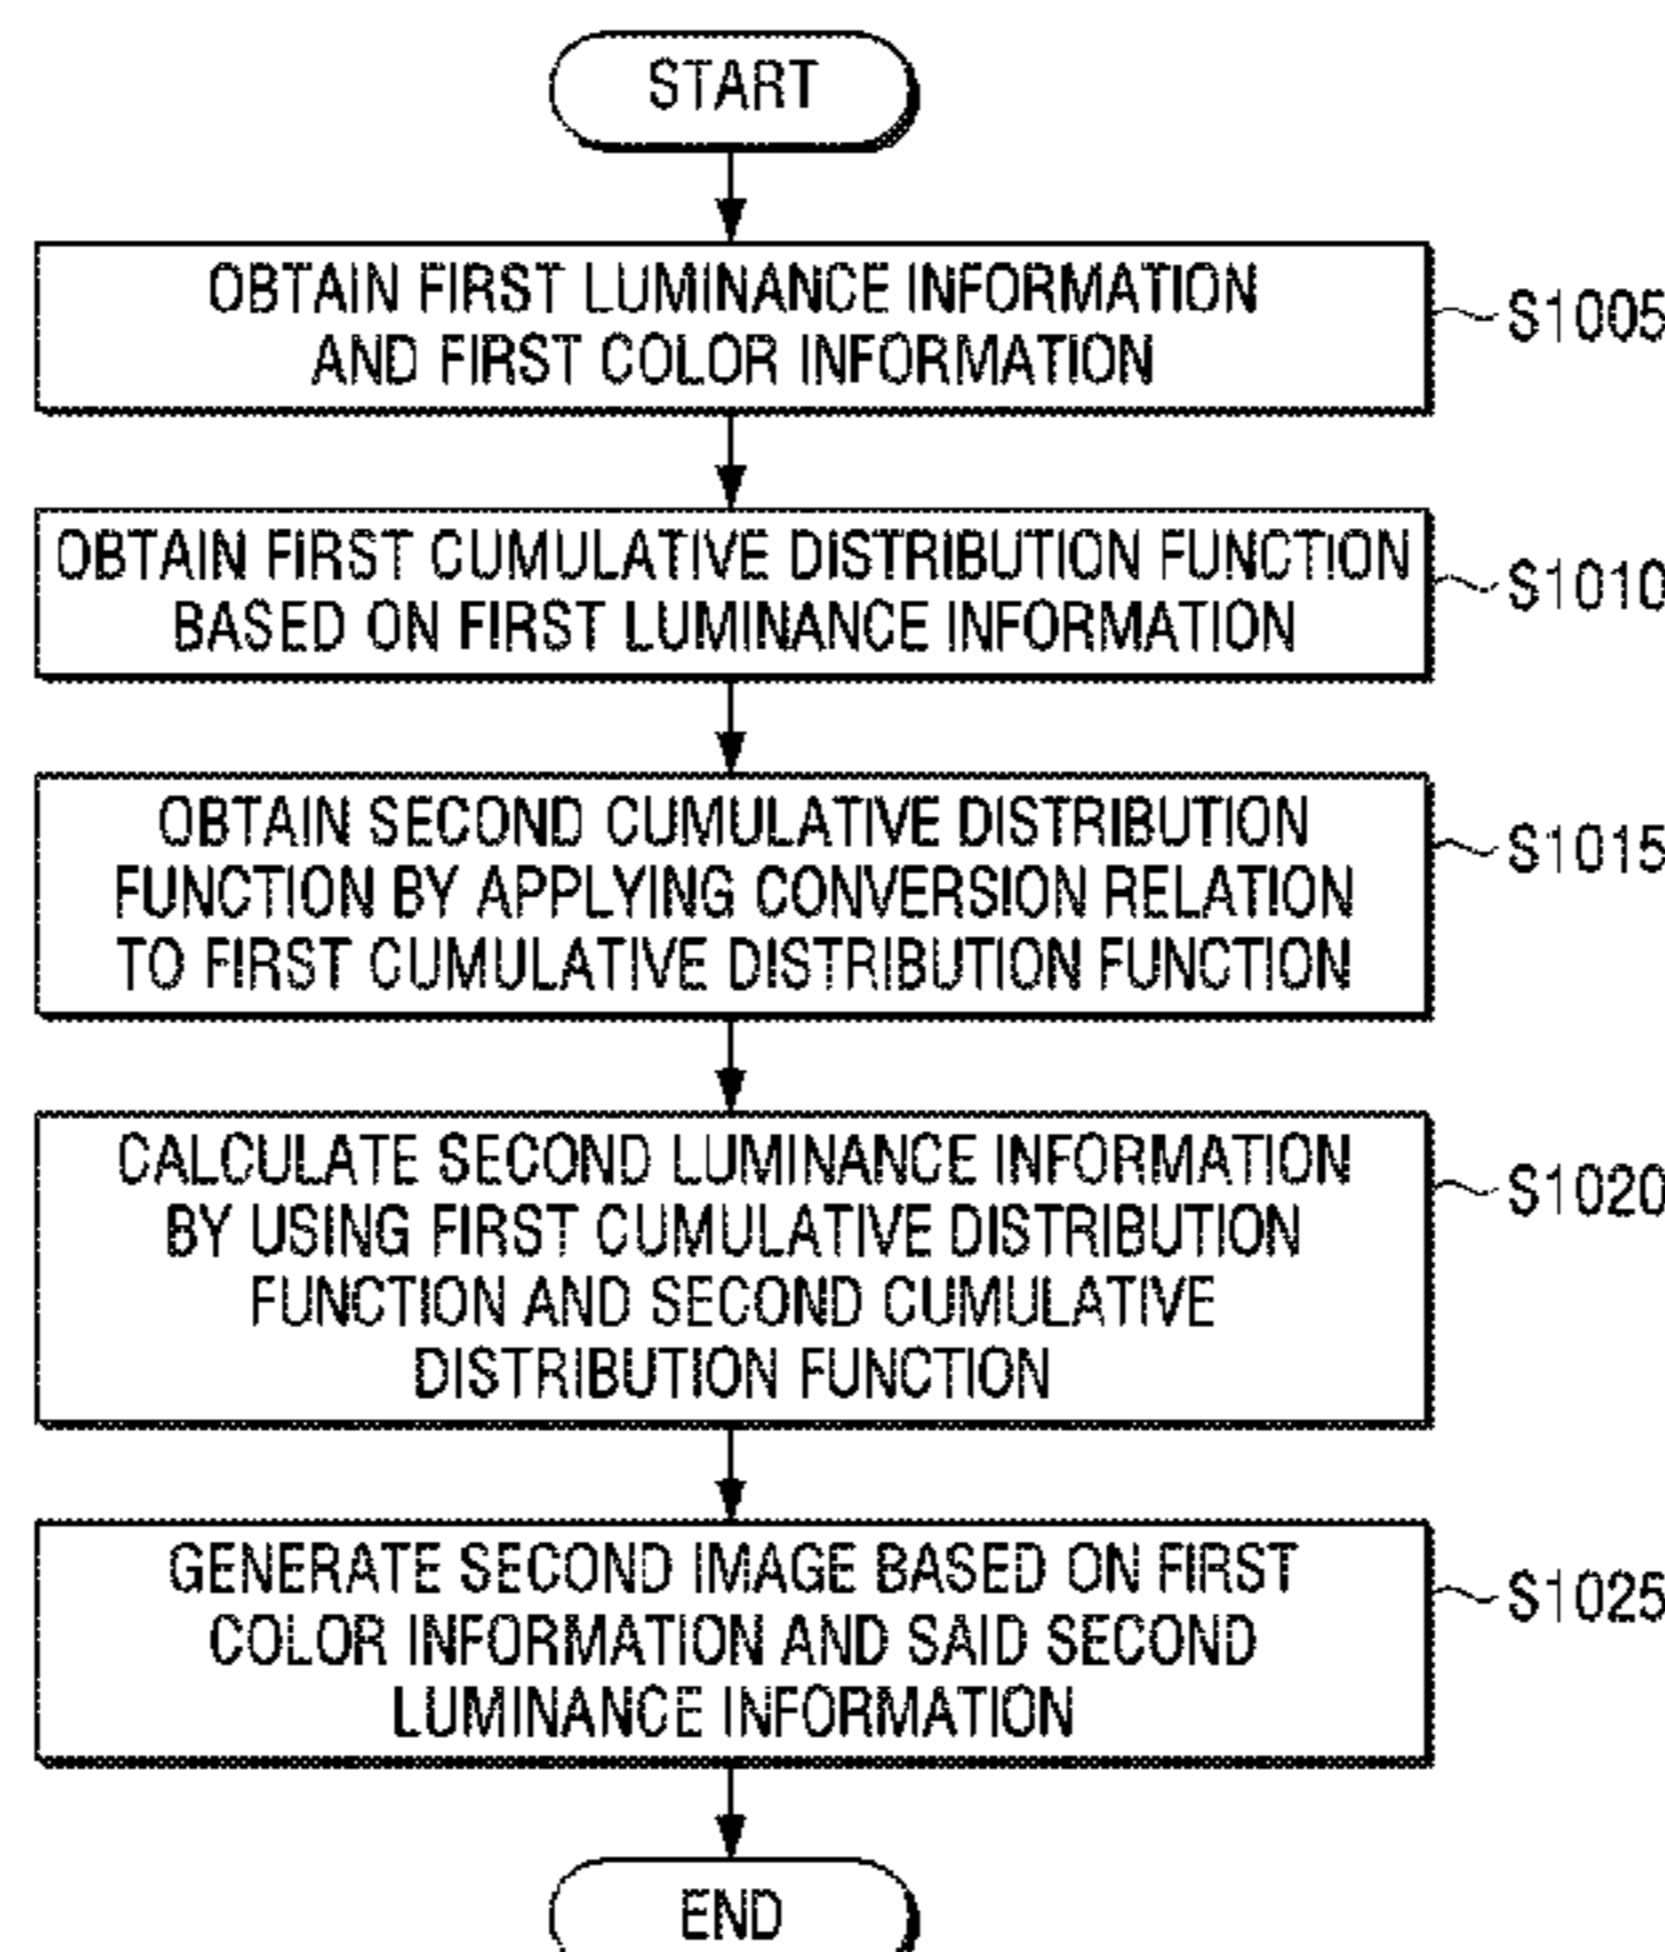 START
OBTAIN FIRST LUMINANCE INFORMATION
AND FIRST COLOR INFORMATION
S1005
OBTAIN FIRST CUMULATIVE DISTRIBUTION FUNCTION
BASED ON FIRST LUMINANCE INFORMATION
S1010
OBTAIN SECOND CUMULATIVE DISTRIBUTION
FUNCTION BY APPLYING CONVERSION RELATION
TO FIRST CUMULATIVE DISTRIBUTION FUNCTION
S1015
CALCULATE SECOND LUMINANCE INFORMATION
BY USING FIRST CUMULATIVE DISTRIBUTION
FUNCTION AND SECOND CUMULATIVE
DISTRIBUTION FUNCTION
S1020
GENERATE SECOND IMAGE BASED ON FIRST
COLOR INFORMATION AND SAID SECOND
LUMINANCE INFORMATION
S1025
END